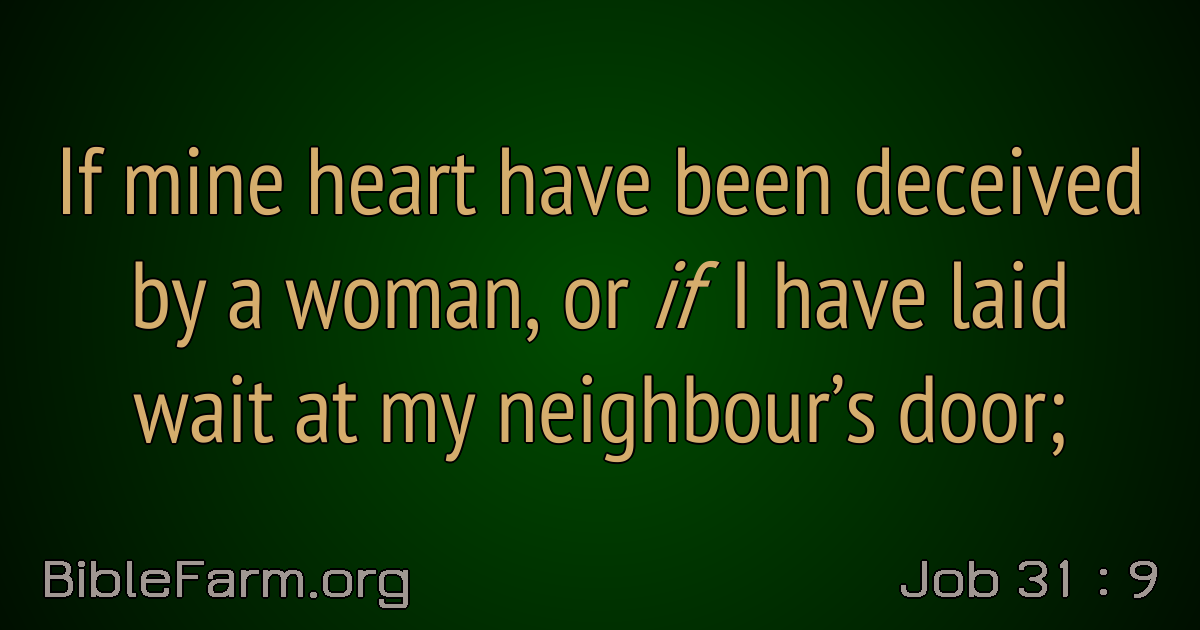 If mine heart have been deceived
by a woman, or if I have laid
wait at my neighbour’s door;
BibleFarm.org
Job 31 : 9